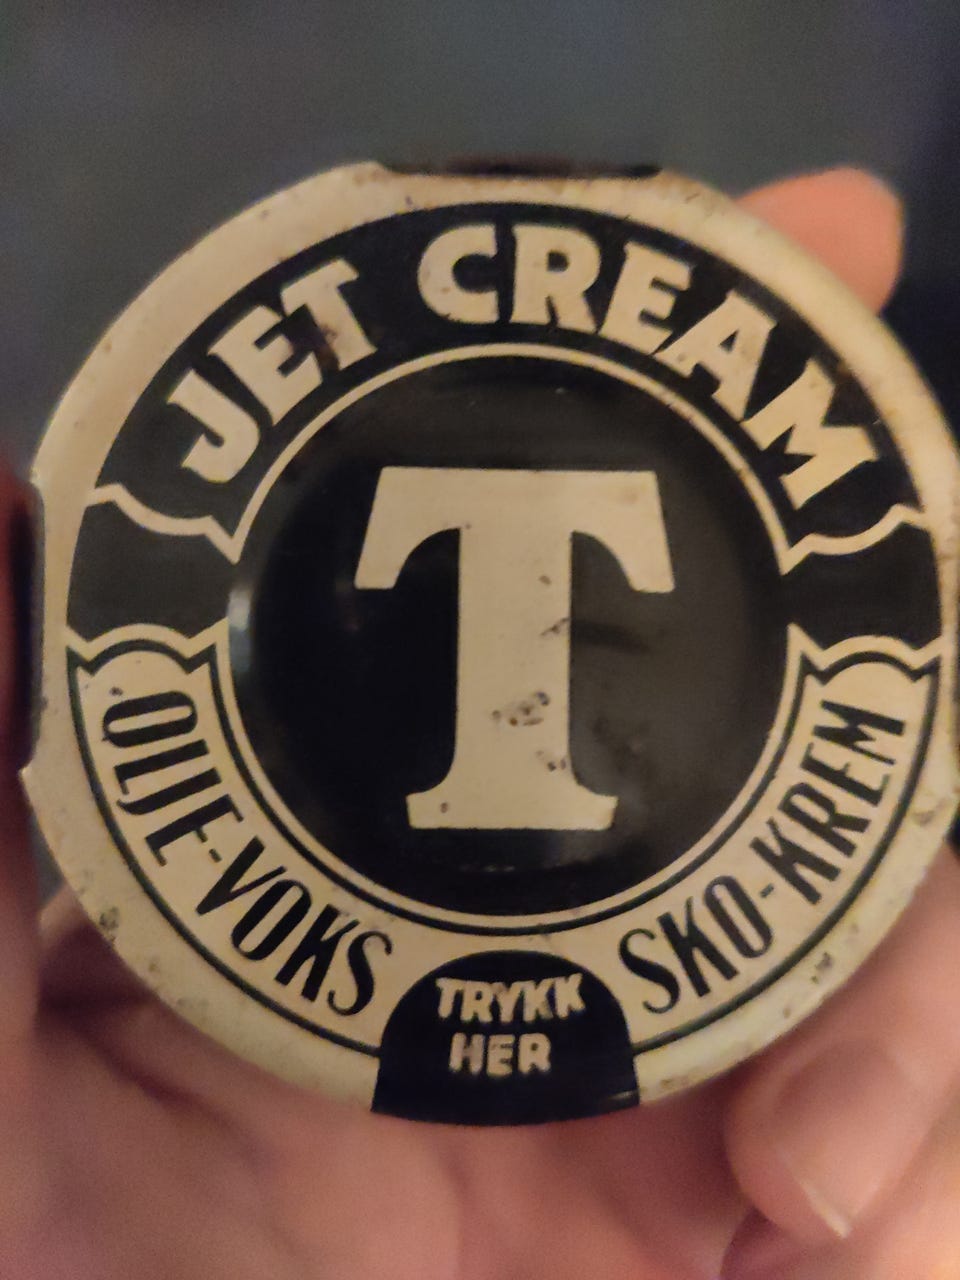 JET CREAM
T
OLJE-VOKS
SKO-KREM
TRYKK
HER